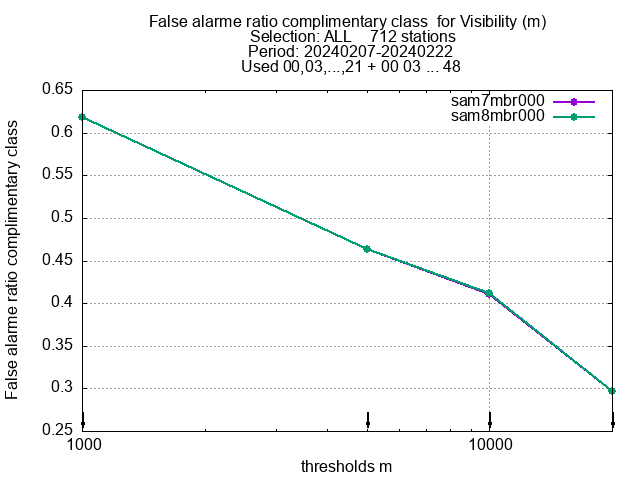 False alarme ratio complimentary class  for Visibility (m)
Selection: ALL    712 stations
Period: 20240207-20240222
Used 00,03,...,21 + 00 03 ... 48
sam7mbr000
sam8mbr000
0.65
0.6
0.55
0.5
0.45
0.4
0.35
0.3
0.25
False alarme ratio complimentary class
1000
10000
thresholds m